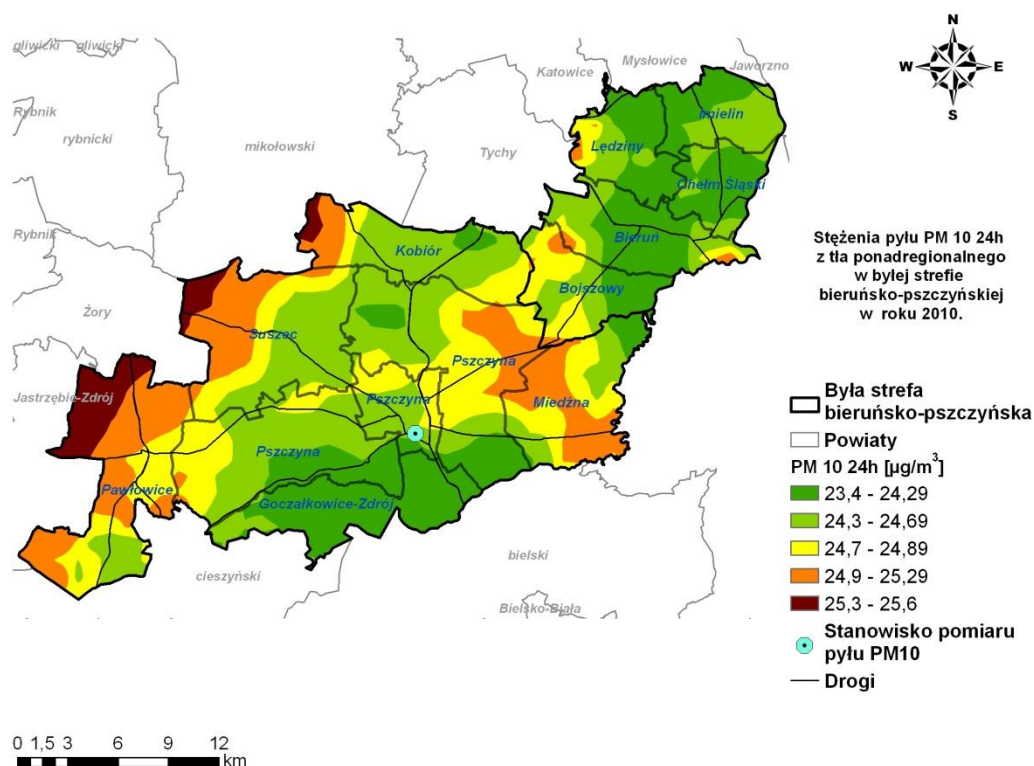 gliwicki gliwicki
Rybnik
rybnicki
mikołowski
Katowice
Mysłowice
Jaworzno
Tychy
Rybnik
Żory
Jastrzębie-Zdrój
cieszyński
bielski
Bielsko-Biała
Imielin
Lędziny
Chełm Śląski
Bieruń
Kobiór
Bojszowy
Suszec
Pszczyna
Pszczyna
Miedźna
Pszczyna
Pawłowice
Goczałkowice-Zdrój
N
W E
S
Stężenia pyłu PM 10 24h
z tła ponadregionalnego
w byłej strefie
bieruńsko-pszczyńskiej
w roku 2010.
Była strefa
bieruńsko-pszczyńska
Powiaty
PM 10 24h [µg/m³]
23,4 - 24,29
24,3 - 24,69
24,7 - 24,89
24,9 - 25,29
25,3 - 25,6
Stanowisko pomiaru
pyłu PM10
Drogi
0 1,5 3 6 9 12
km